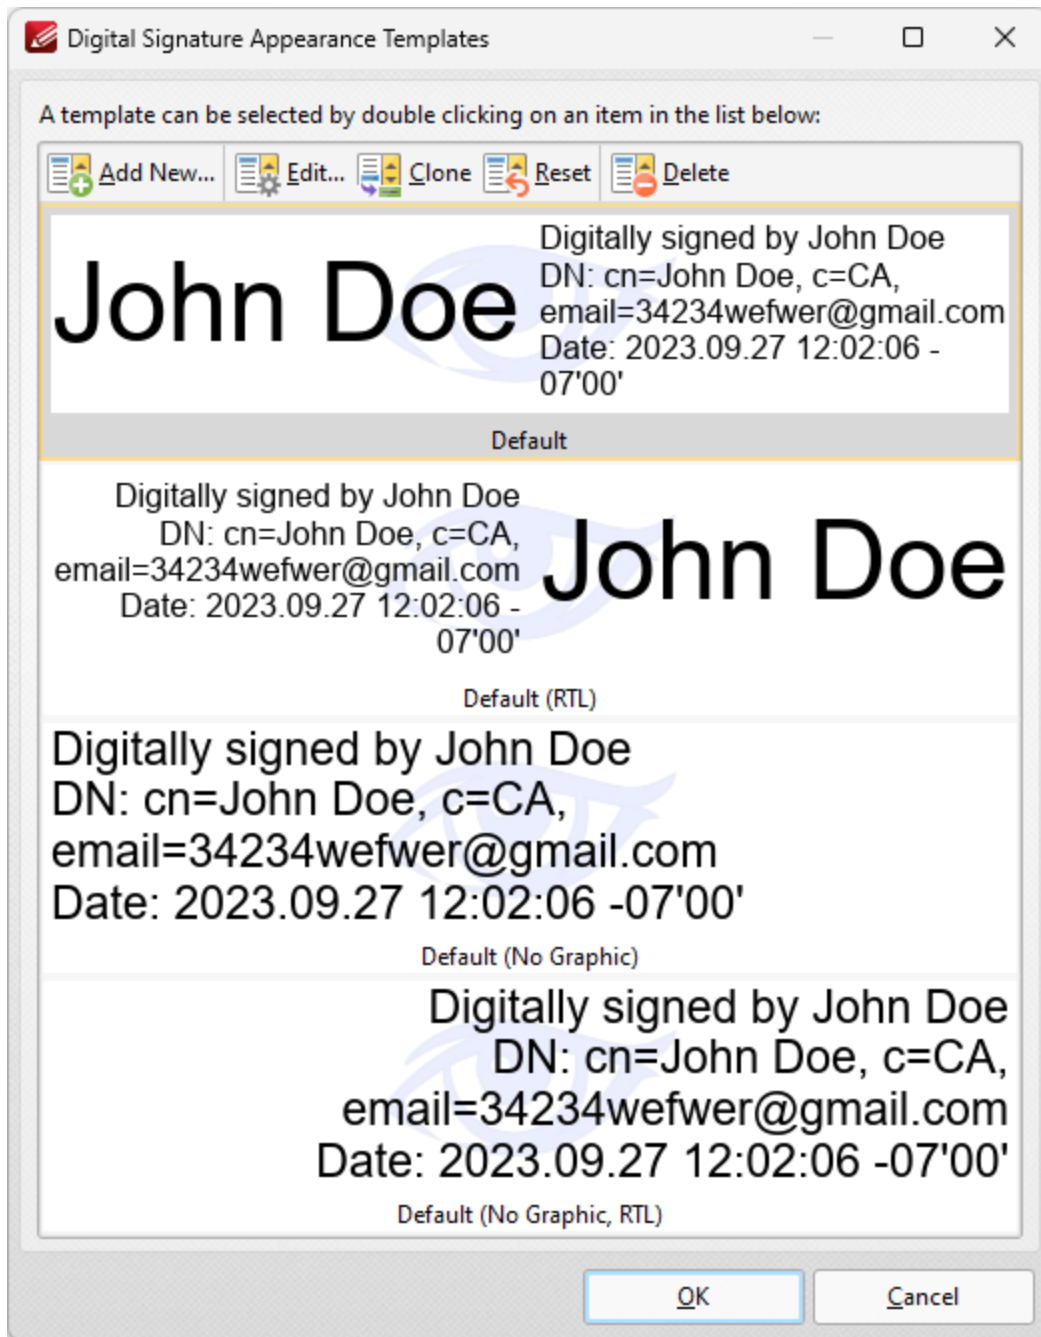 Digital Signature Appearance Templates
A template can be selected by double clicking on an item in the list below:
Add New... Edit... Clone Reset Delete
John Doe
Digitally signed by John Doe
DN: cn=John Doe, c=CA,
email=34234wefwer@gmail.com
Date: 2023.09.27 12:02:06 -
07'00'
Default
Digitally signed by John Doe
DN: cn=John Doe, c=CA,
email=34234wefwer@gmail.com
Date: 2023.09.27 12:02:06 -
07'00'
John Doe
Default (RTL)
Digitally signed by John Doe
DN: cn=John Doe, c=CA,
email=34234wefwer@gmail.com
Date: 2023.09.27 12:02:06 -07'00'
Default (No Graphic)
Digitally signed by John Doe
DN: cn=John Doe, c=CA,
email=34234wefwer@gmail.com
Date: 2023.09.27 12:02:06 -07'00'
Default (No Graphic, RTL)
OK Cancel